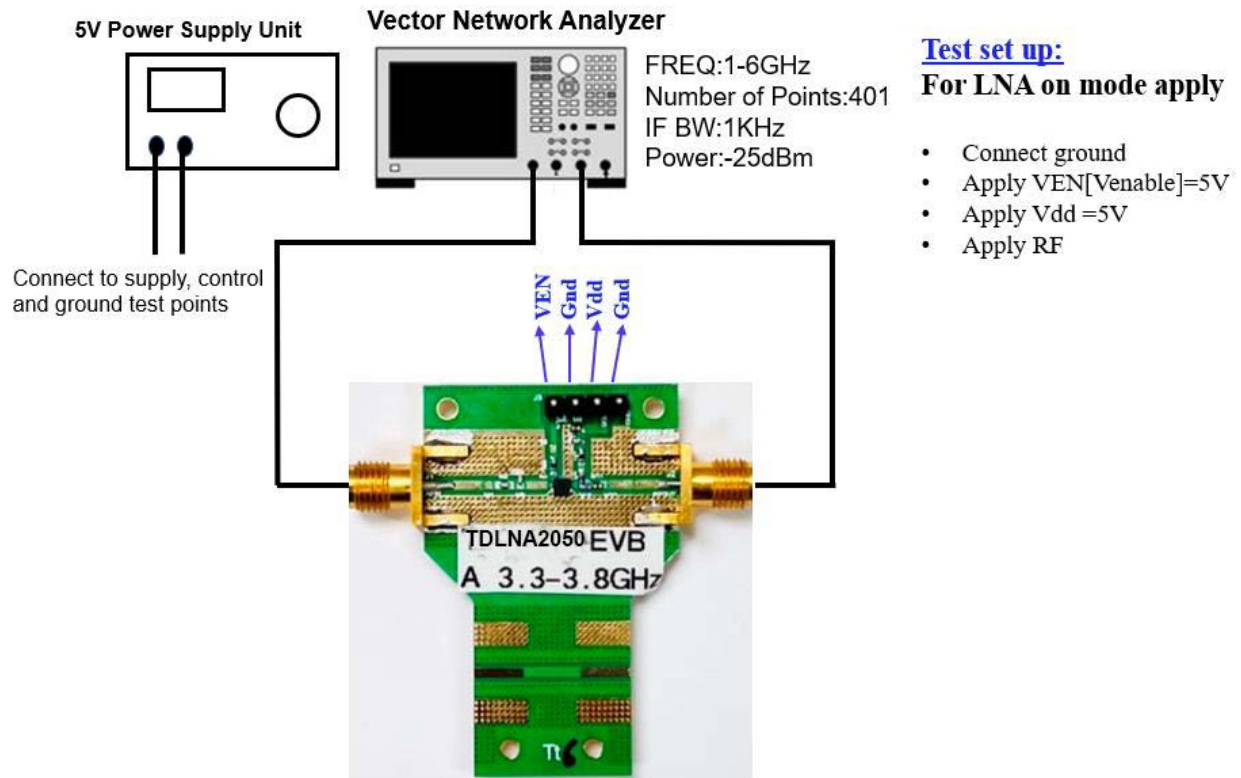 5V Power Supply Unit
Vector Network Analyzer
FREQ:1-6GHz
Number of Points:401
IF BW:1KHz
Power:-25dBm
Test set up:
For LNA on mode apply
• Connect ground
• Apply VEN[Venable]=5V
• Apply Vdd =5V
• Apply RF
Connect to supply, control
and ground test points
VEN
Gnd
Vdd
Gnd
TDLNA2050 EVB
A 3.3-3.8GHz
Tt6